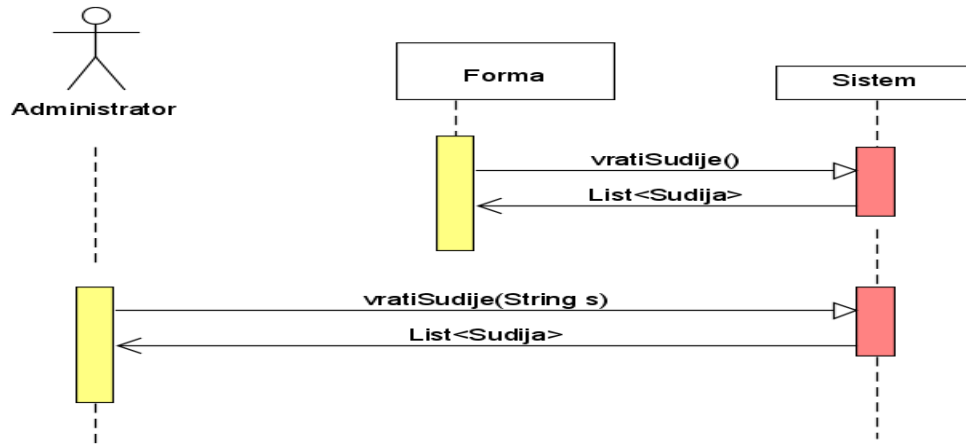 Administrator
Forma
Sistem
vratiSudije()
List<Sudija>
vratiSudije(String s)
List<Sudija>